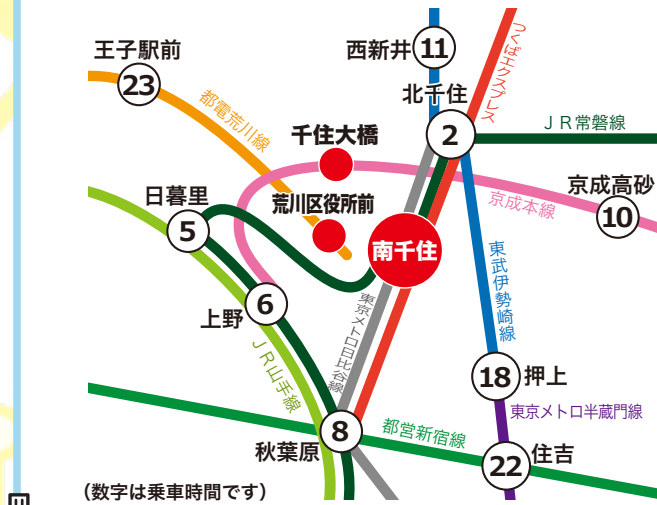 王子駅前
23
都電荒川線
西新井
11
つくばエクスプレス
北千住
2
JR常磐線
千住大橋
京成本線
京成高砂
10
日暮里
5
荒川区役所前
南千住
東武伊勢崎線
上野
6
東京メトロ日比谷線
JR山手線
18
押上
東京メトロ半蔵門線
秋葉原
8
都営新宿線
22
住吉
(数字は乗車時間です)